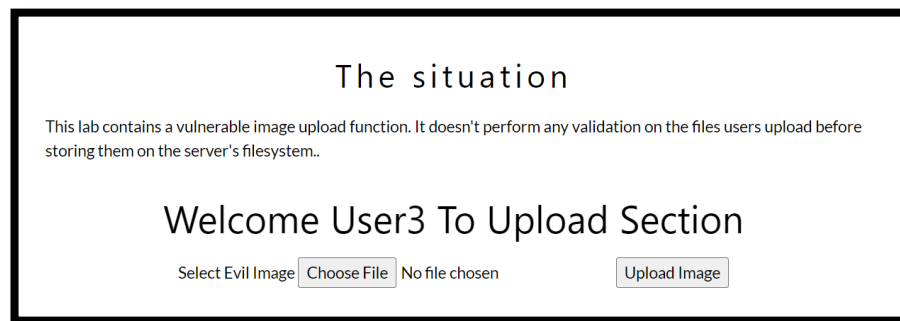 The situation
This lab contains a vulnerable image upload function. It doesn't perform any validation on the files users upload before
storing them on the server's filesystem..
Welcome User3 To Upload Section
Select Evil Image Choose File No file chosen Upload Image